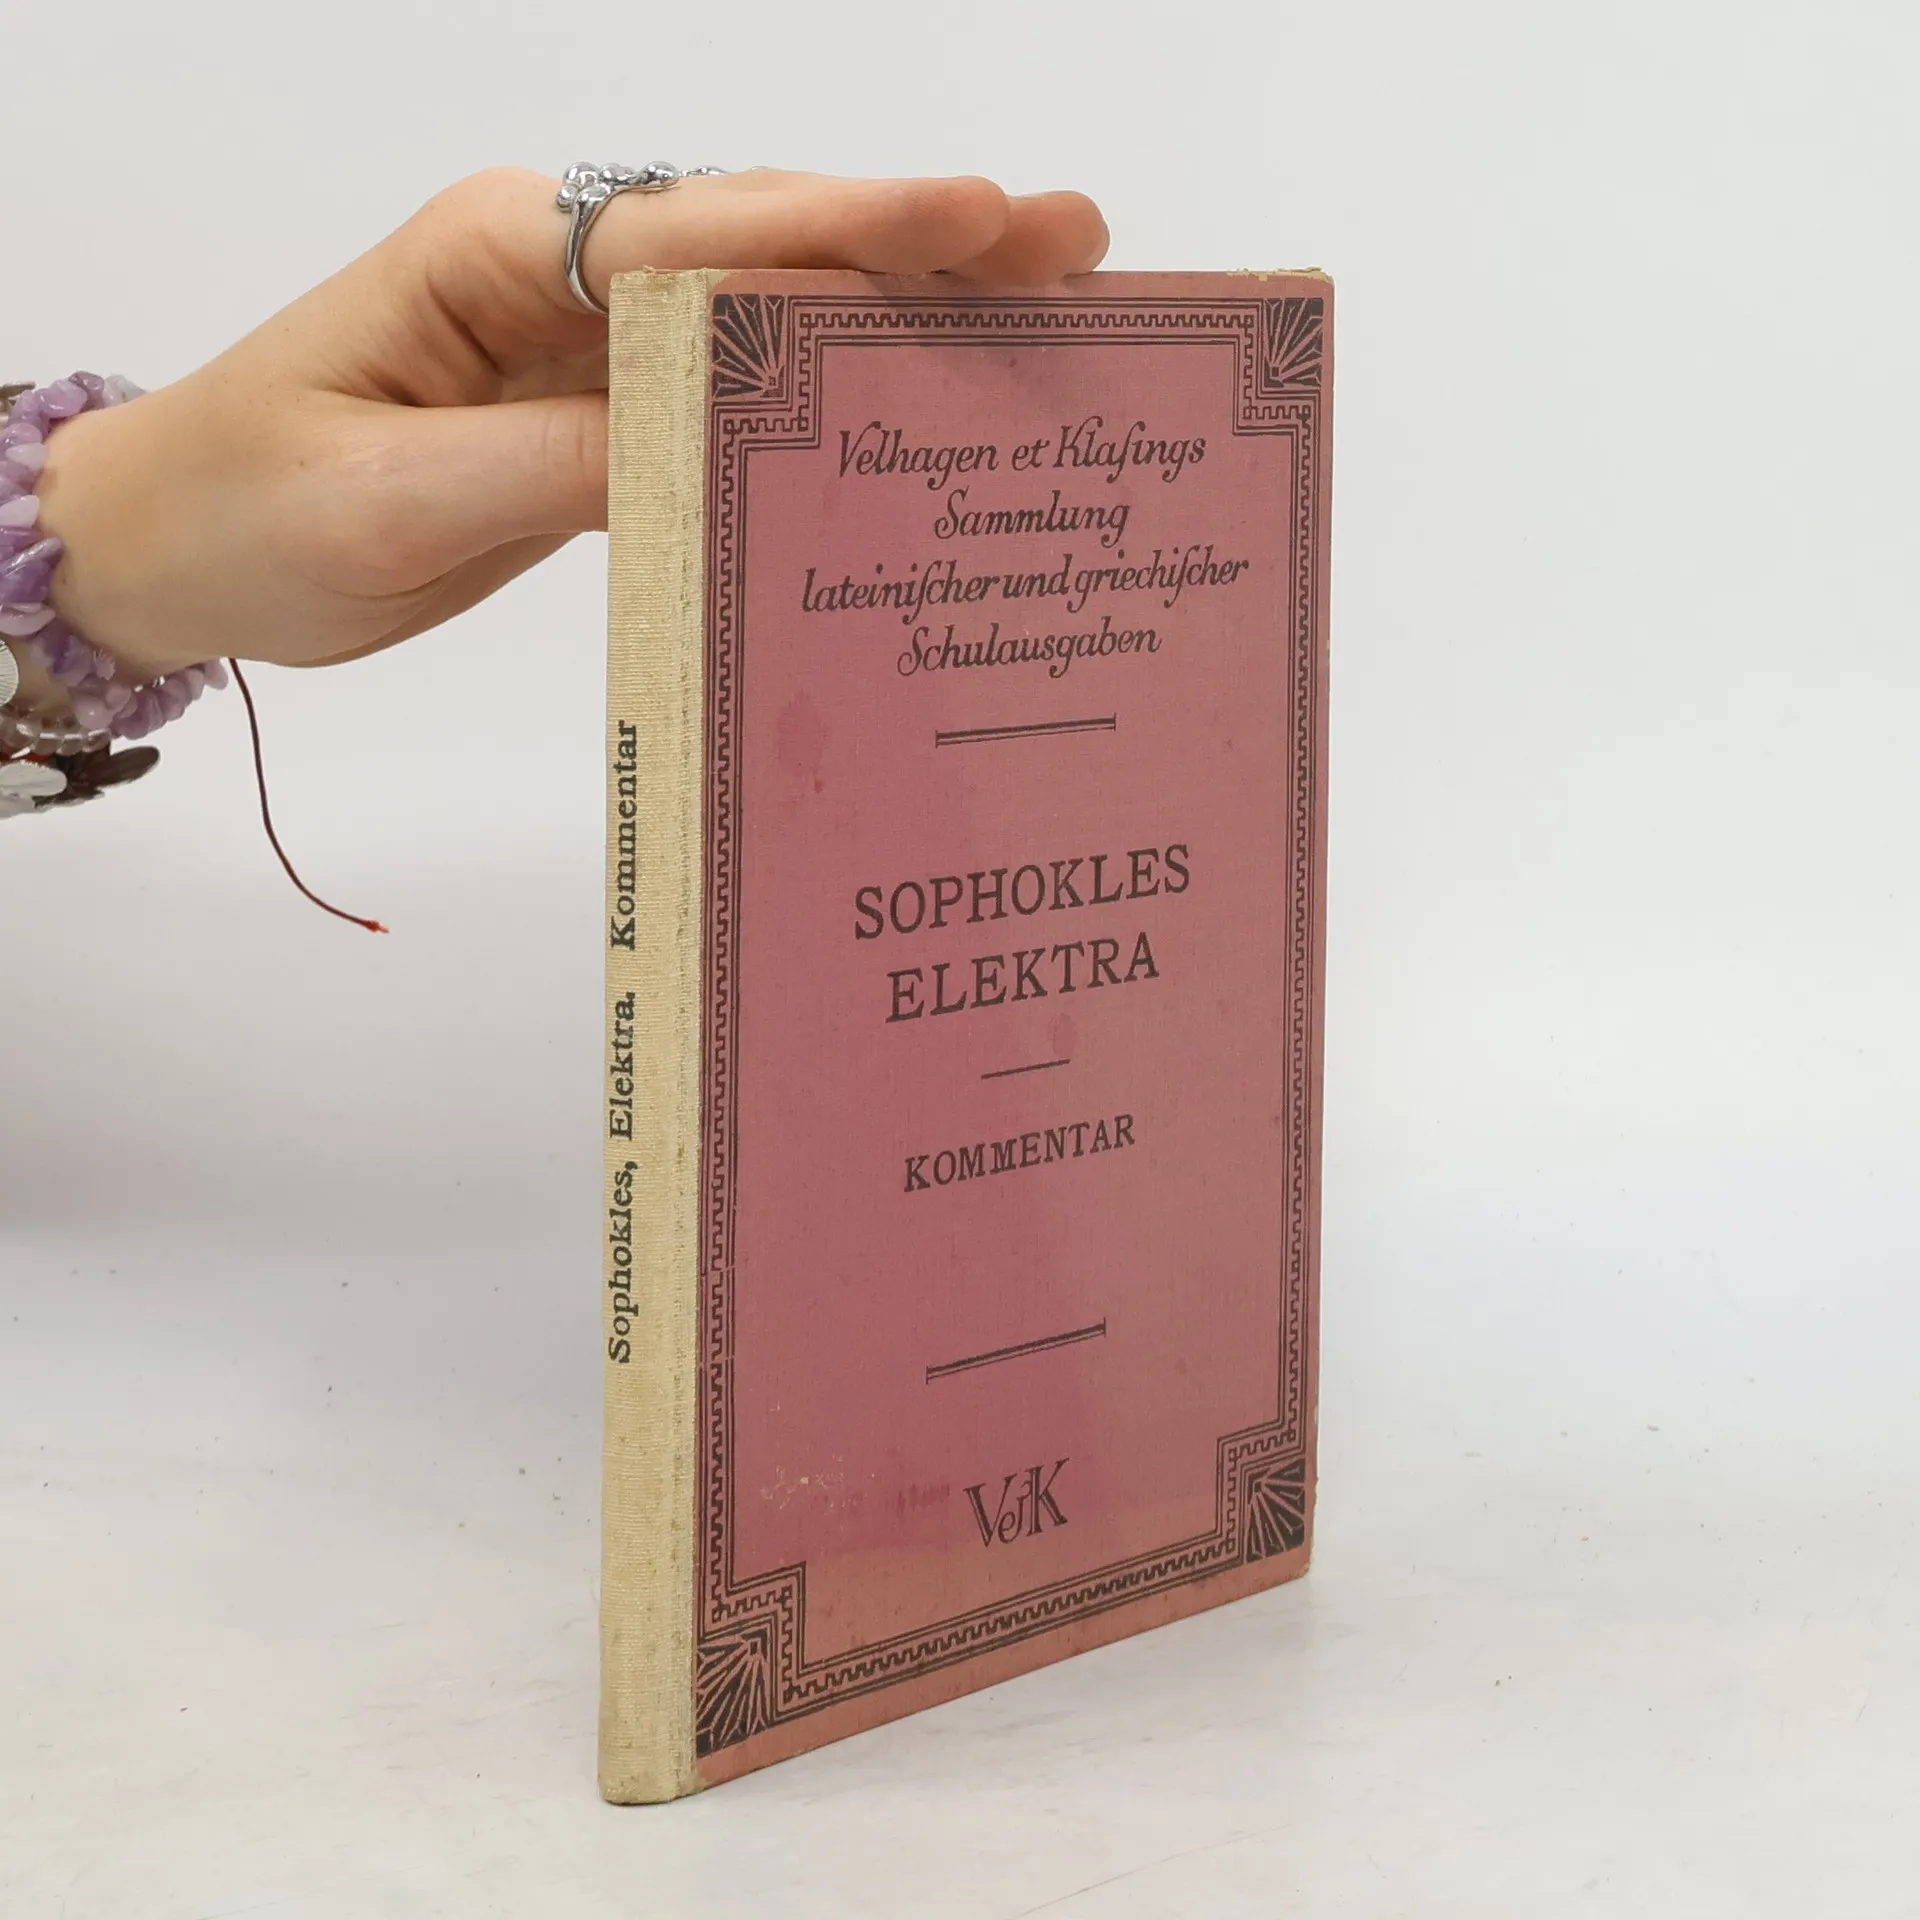 Velhagen et Klaſings
Sammlung
lateiniſcher und griechiſcher
Schulausgaben
SOPHOKLES
ELEKTRA
KOMMENTAR
V&K
Sophokles, Elektra. Kommentar